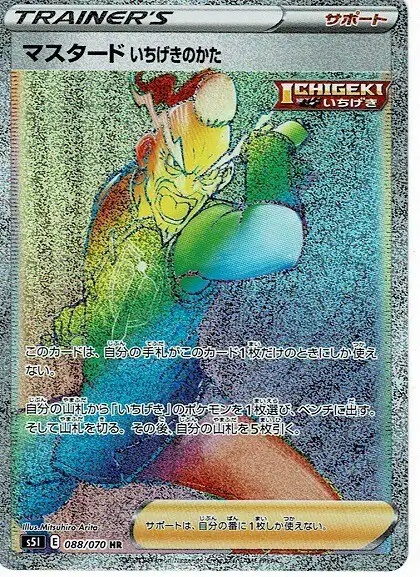 TRAINER'S サポート
マスタード いちげきのかた
ICHIGEKI
いちげき
このカードは、自分の手札がこのカード1枚だけのときにしか使え
ない。
自分の山札から「いちげき」のポケモンを1枚選び、ベンチに出す。
そして山札を切る。その後、自分の山札を5枚引く。
Illus. Mitsuhiro Arita
サポートは、自分の番に1枚しか使えない。
s5I E 088/070 HR